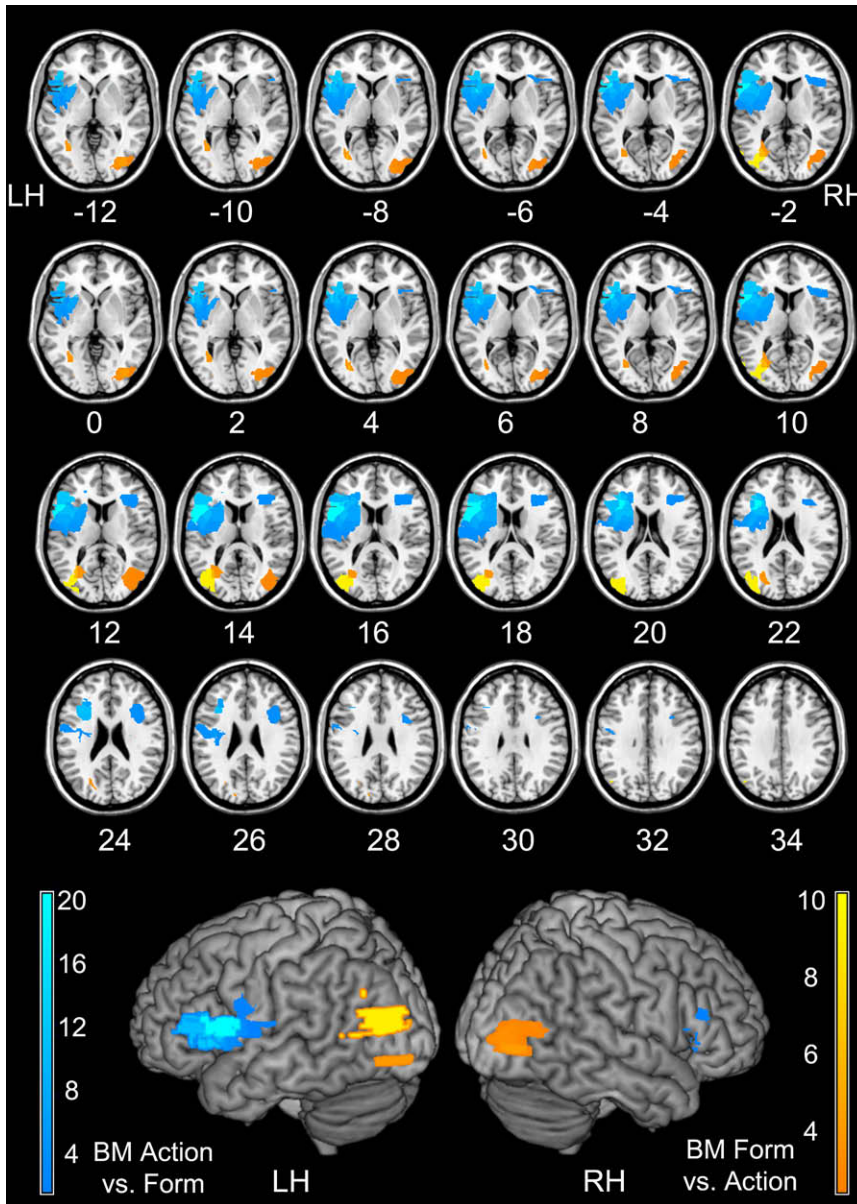 LH
RH
-12 -10 -8 -6 -4 -2
0 2 4 6 8 10
12 14 16 18 20 22
24 26 28 30 32 34
20 10
16 8
12 6
8
4 4
BM Action
vs. Form
LH
RH
BM Form
vs. Action